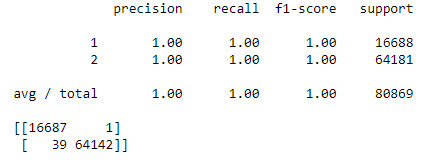 precision recall f1-score support
1 1.00 1.00 1.00 16688
2 1.00 1.00 1.00 64181
avg / total 1.00 1.00 1.00 80869
[[16687 1]
[ 39 64142]]